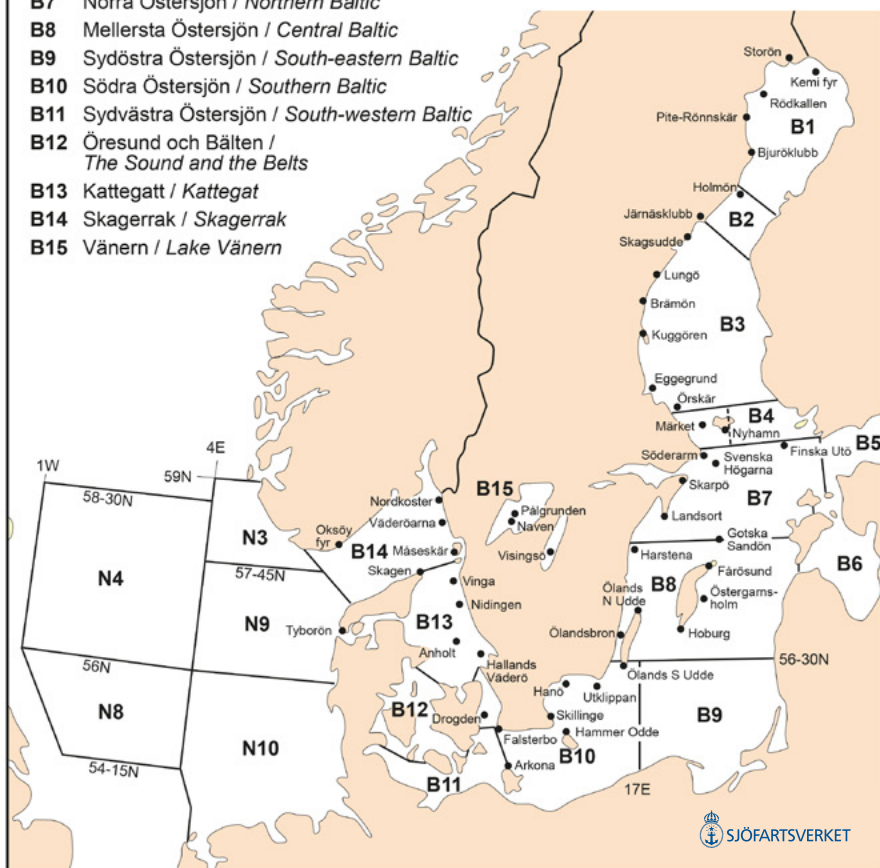 B7 Norra Östersjön / Northern Baltic
B8 Mellersta Östersjön / Central Baltic
B9 Sydöstra Östersjön / South-eastern Baltic
B10 Södra Östersjön / Southern Baltic
B11 Sydvästra Östersjön / South-western Baltic
B12 Öresund och Bälten /
The Sound and the Belts
B13 Kattegatt / Kattegat
B14 Skagerrak / Skagerrak
B15 Vänern / Lake Vänern
Storön
Kemi fyr
Rödkallen
Pite-Rönnskär
B1
Bjuröklubb
Holmön
Järnäsklubb
B2
Skagsudde
Lungö
Brämön
B3
Kuggören
Eggegrund
Örskär
B4
Märket
Nyhamn
B5
Söderarm
Svenska
Högarna
Finska Utö
Skarpö
B7
Landsort
Gotska
Sandön
Harstena
B6
Fårösund
B8
Ölands
N Udde
Östergarns-
holm
Hoburg
Ölandsbron
56-30N
Ölands S Udde
Hanö
Utklippan
B9
Skillinge
Hammer Odde
B10
17E
1W
4E
59N
58-30N
N3
Oksöy
fyr
Nordkoster
Väderöarna
B14
Måseskär
Skagen
B15
Pålgrunden
Naven
Visingsö
57-45N
N4
N9
Vinga
Nidingen
B13
Tyborön
Anholt
Hallands
Väderö
56N
N8
B12
Drogden
Falsterbo
N10
54-15N
Arkona
B11
SJÖFARTSVERKET